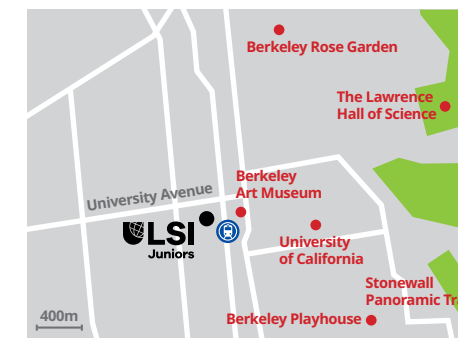 Berkeley Rose Garden
The Lawrence
Hall of Science
Berkeley
Art Museum
University Avenue
LSI
Juniors
University
of California
Stonewall
Panoramic Tra
400m
Berkeley Playhouse